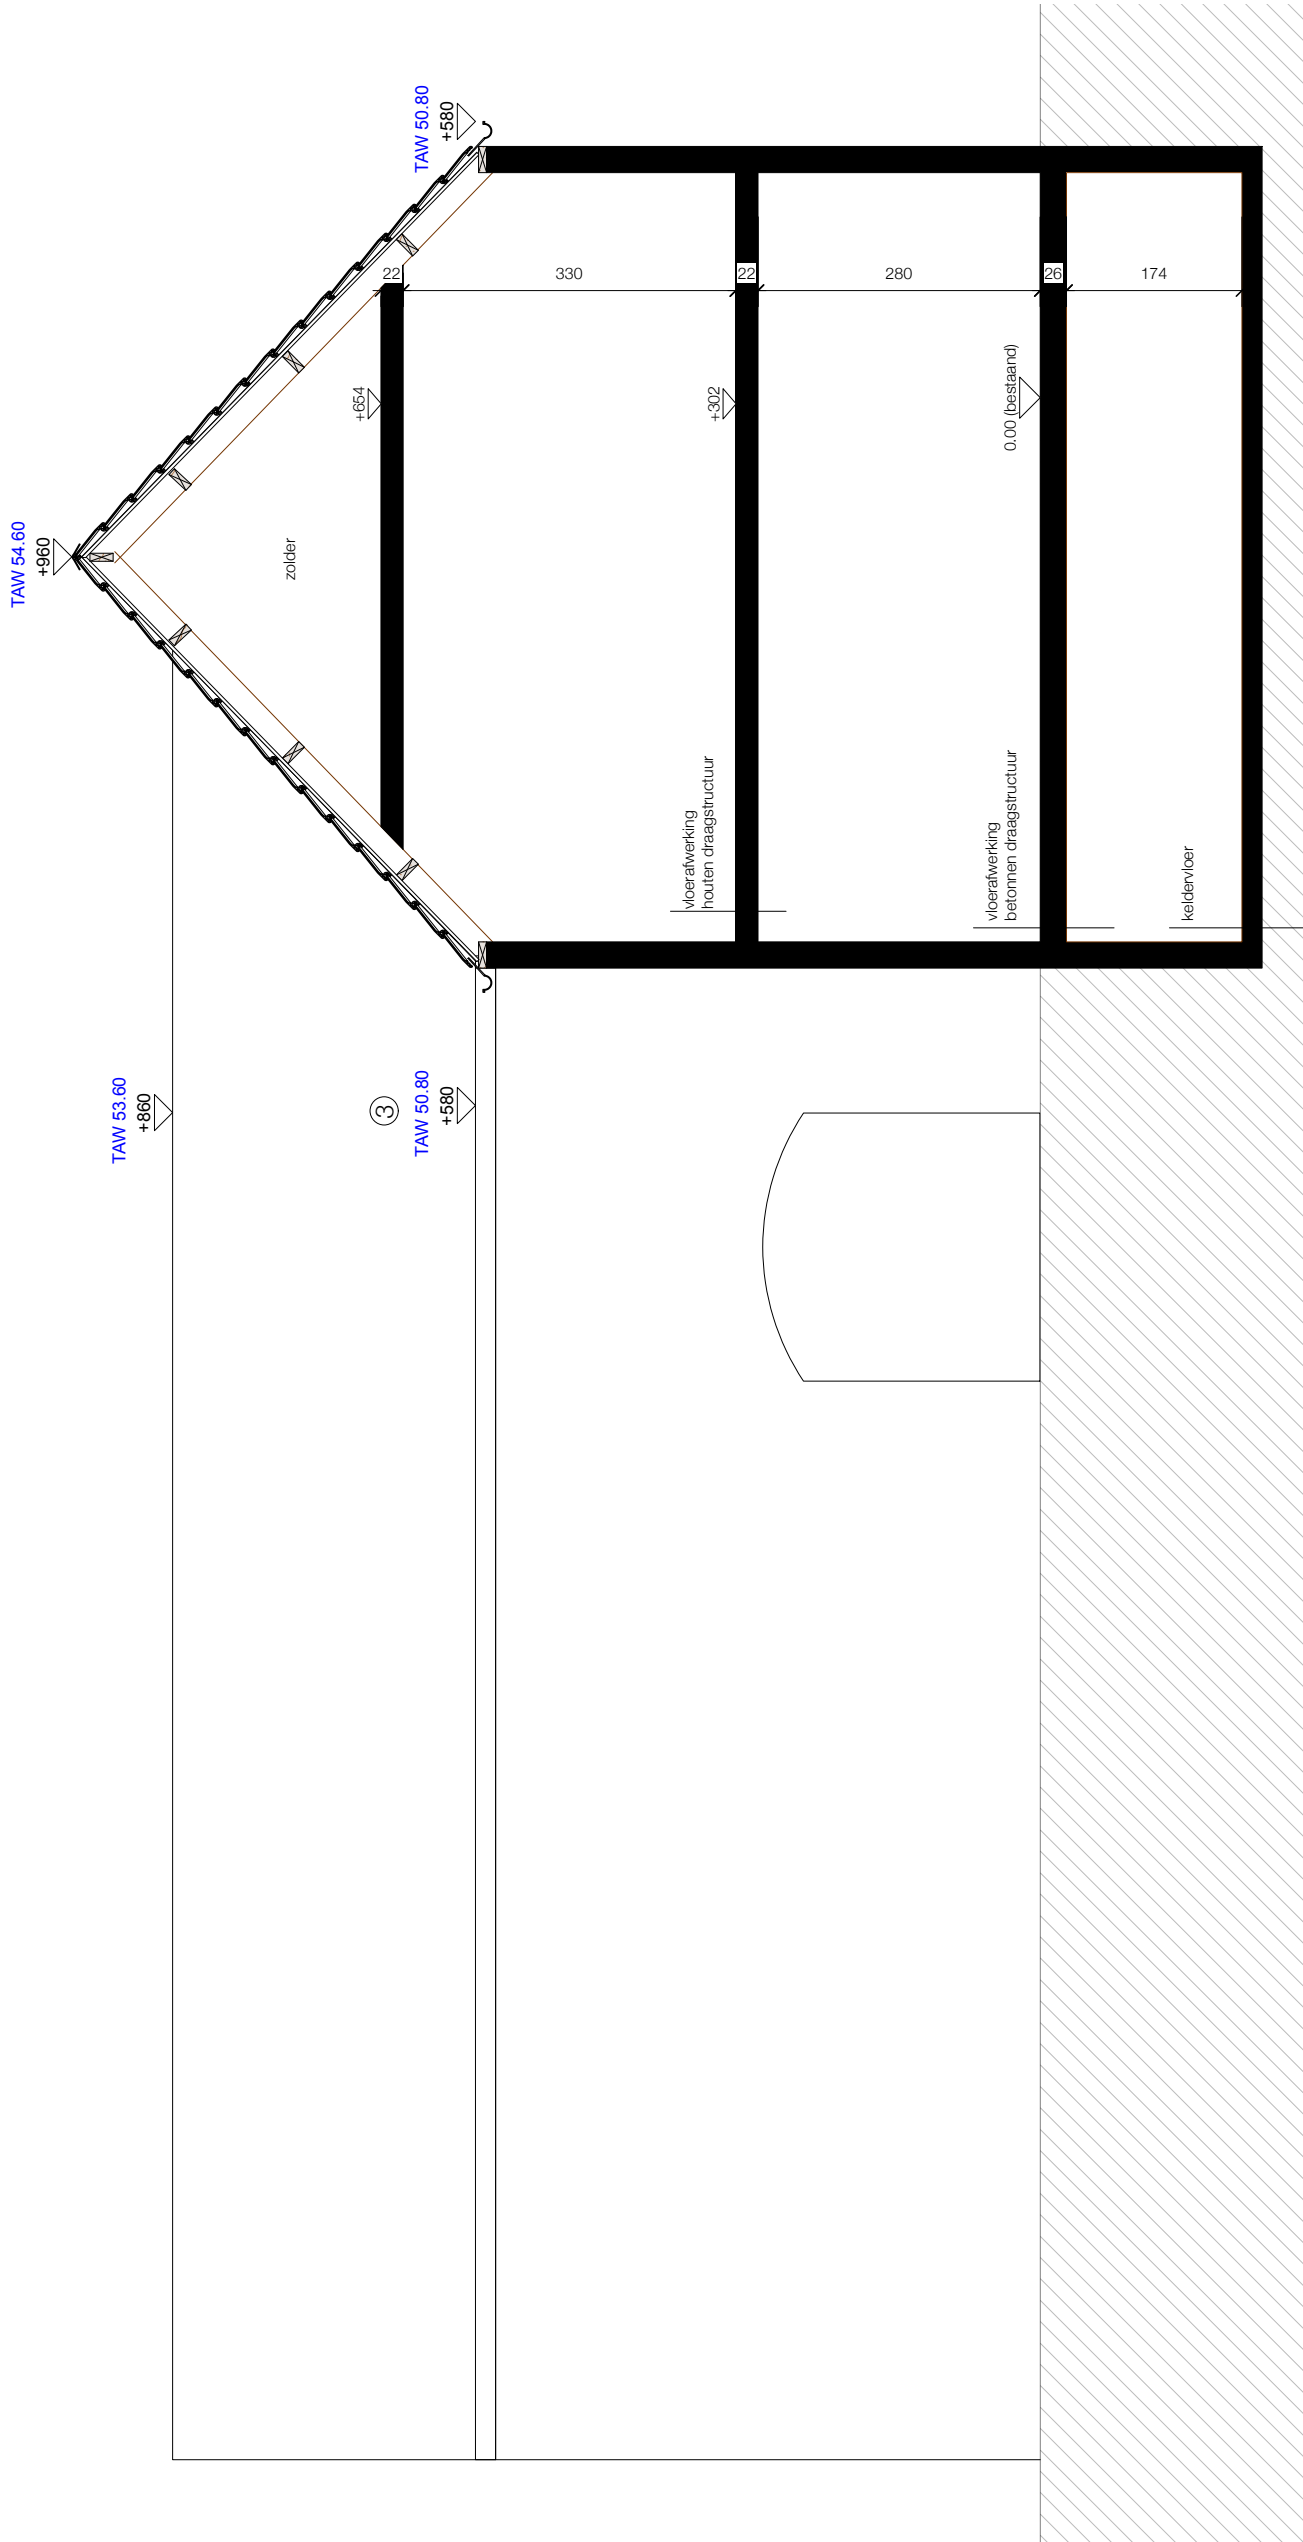 TAW 54.60
+960
TAW 53.60
+860
TAW 50.80
+580
zolder
22
+654
3
TAW 50.80
+580
330
vloerafwerking
houten draagstructuur
+302
22
280
vloerafwerking
betonnen draagstructuur
0.00 (bestaand)
26
174
keldervloer